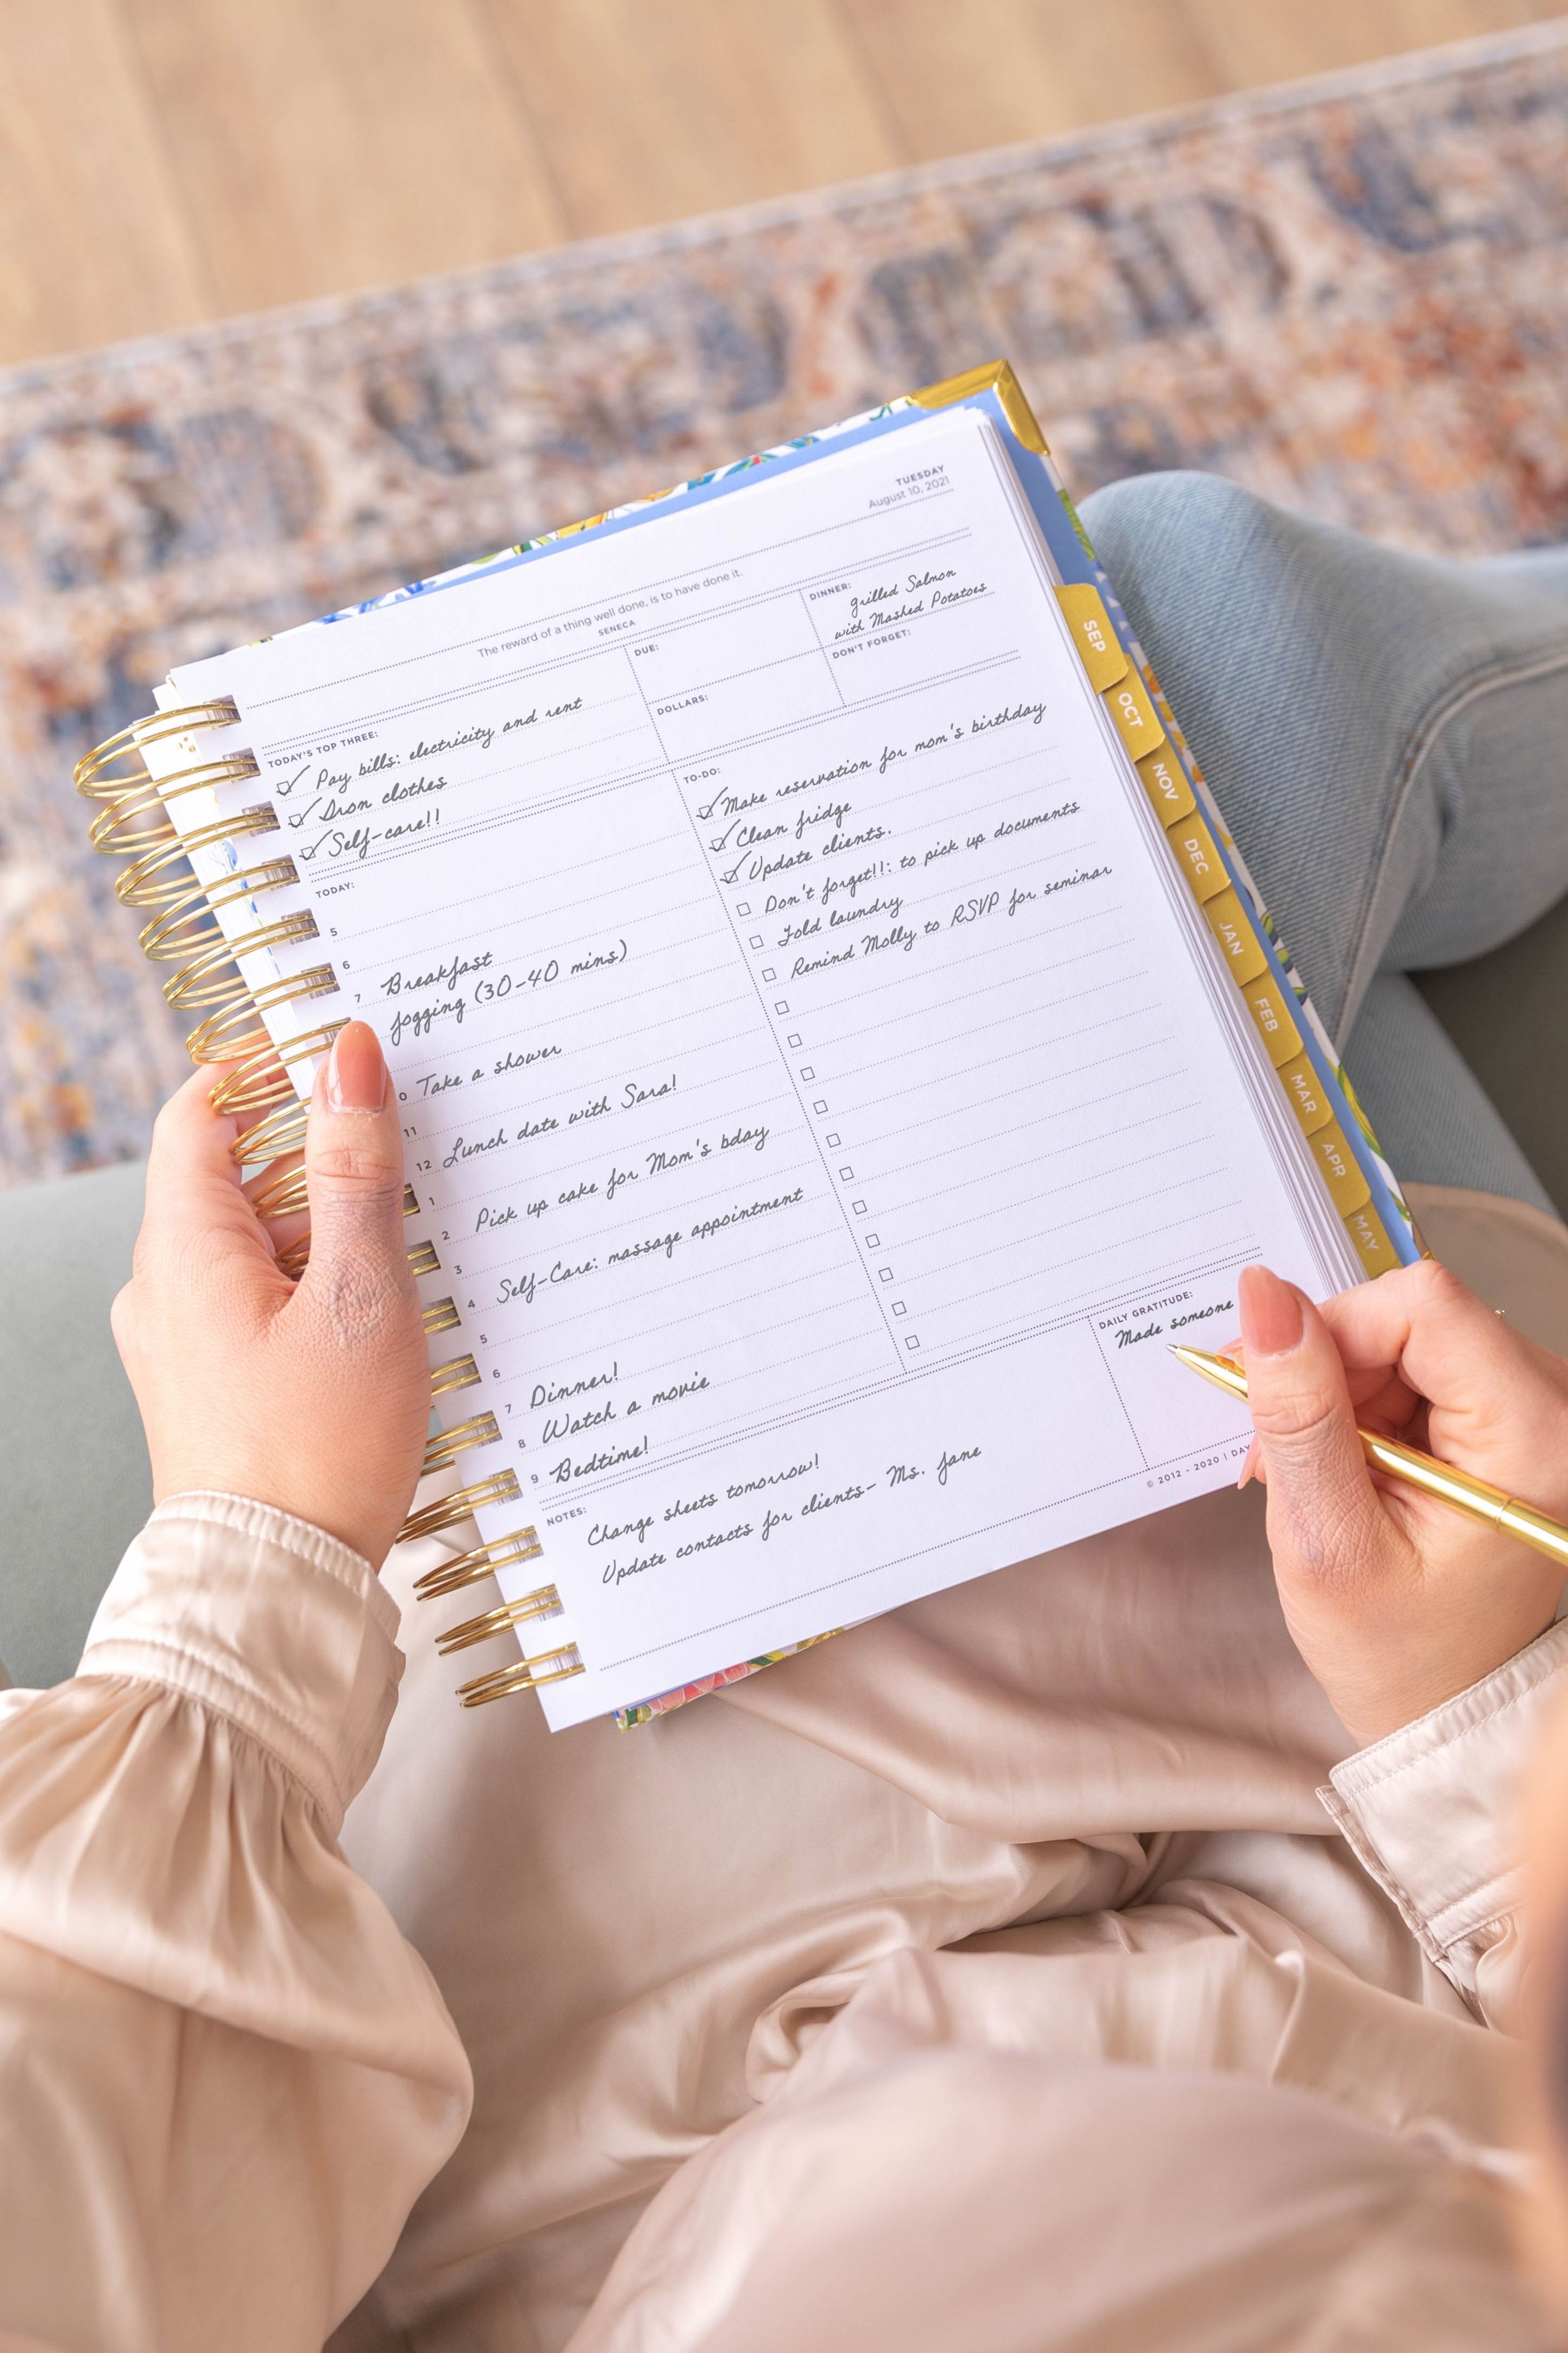 TUESDAY
August 10, 2021
The reward of a thing well done, is to have done it.
SENECA
TODAY'S TOP THREE:
Pay bills: electricity and rent
Iron clothes
Self-care!!
DUE:
DOLLARS:
DINNER:
grilled Salmon
with Mashed Potatoes
DON'T FORGET:
TODAY:
5
6
7 Breakfast
Jogging (30-40 mins)
0 Take a shower
11
12 Lunch date with Sara!
1
2 Pick up cake for Mom's bday
3
4 Self-Care: massage appointment
5
6
7 Dinner!
8 Watch a movie
9 Bedtime!
TO-DO:
Make reservation for mom's birthday
Clean fridge
Update clients.
Don't forget!!: to pick up documents
Fold laundry
Remind Molly to RSVP for seminar
NOTES:
Change sheets tomorrow!
Update contacts for clients- Ms. Jane
DAILY GRATITUDE:
Made someone
© 2012 - 2020 | DAY
SEP
OCT
NOV
DEC
JAN
FEB
MAR
APR
MAY